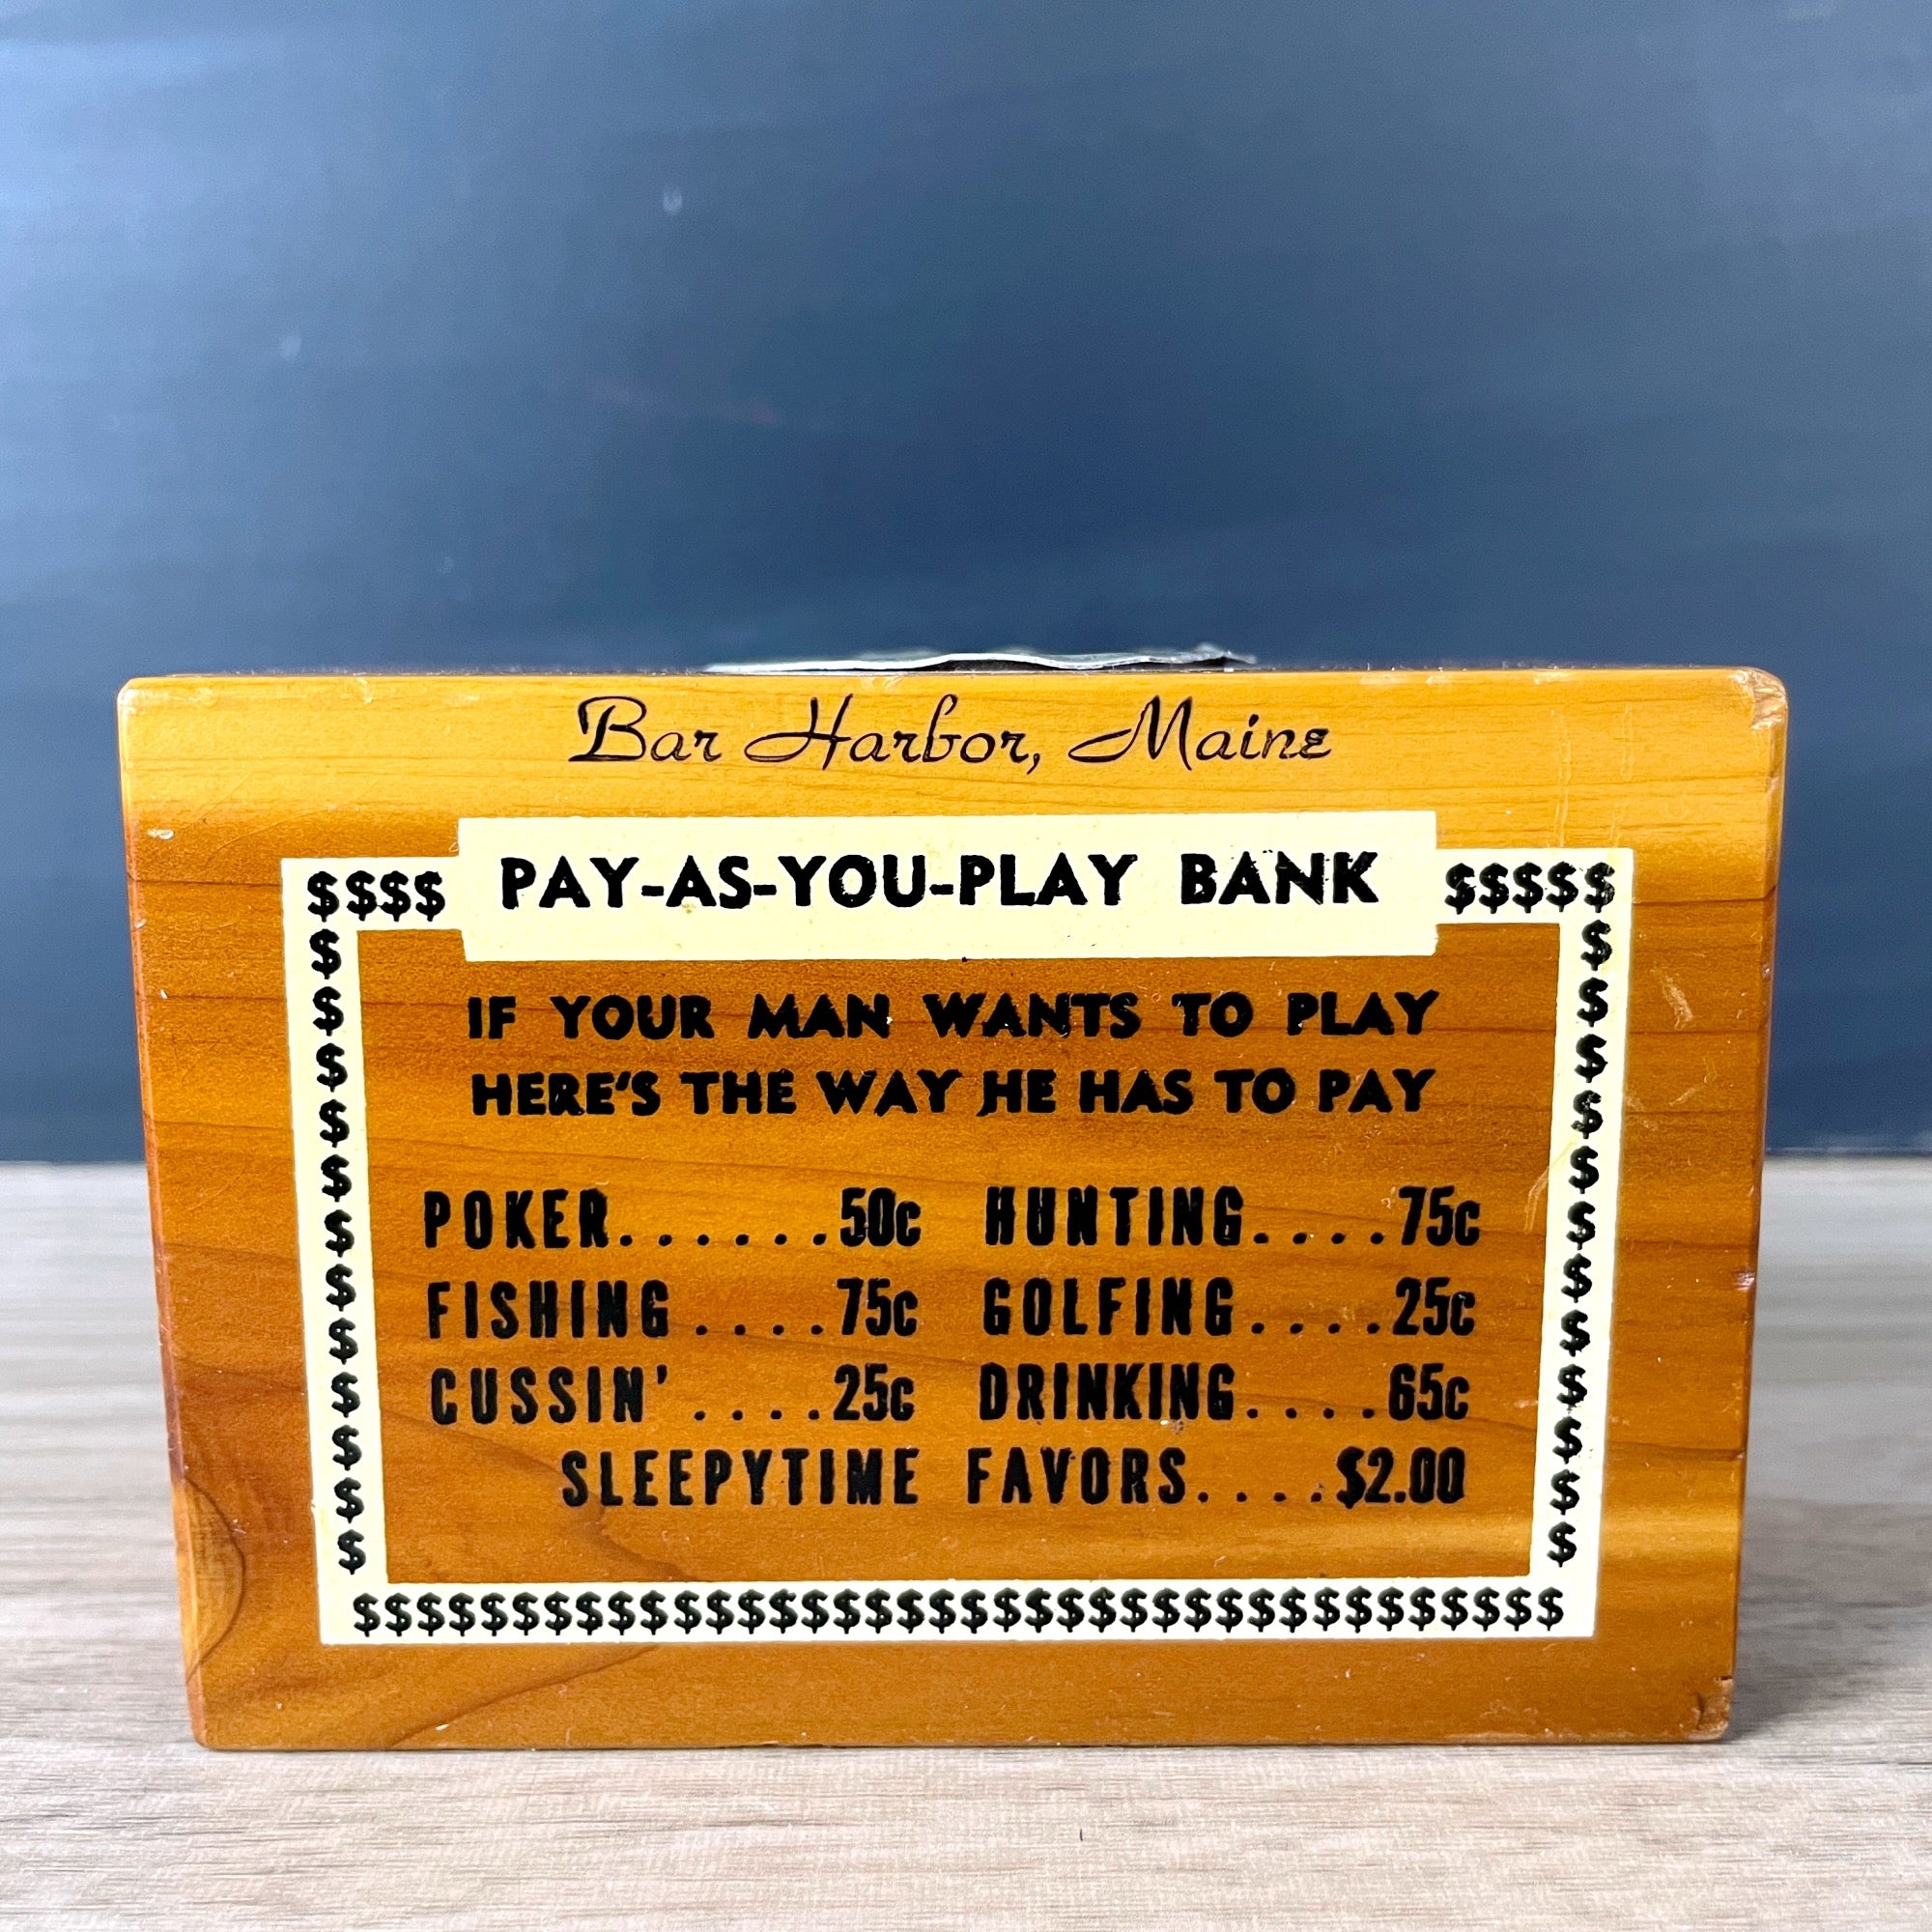 Bar Harbor, Maine
$$$$ PAY-AS-YOU-PLAY BANK $$$$$
IF YOUR MAN WANTS TO PLAY
HERE'S THE WAY HE HAS TO PAY
POKER.......50c HUNTING....75c
FISHING....75c GOLFING....25c
CUSSIN'....25c DRINKING....65c
SLEEPYTIME FAVORS....$2.00
$$$$$$$$$$$$$$$$$$$$$$$$$$$$$$$$$$$$$$